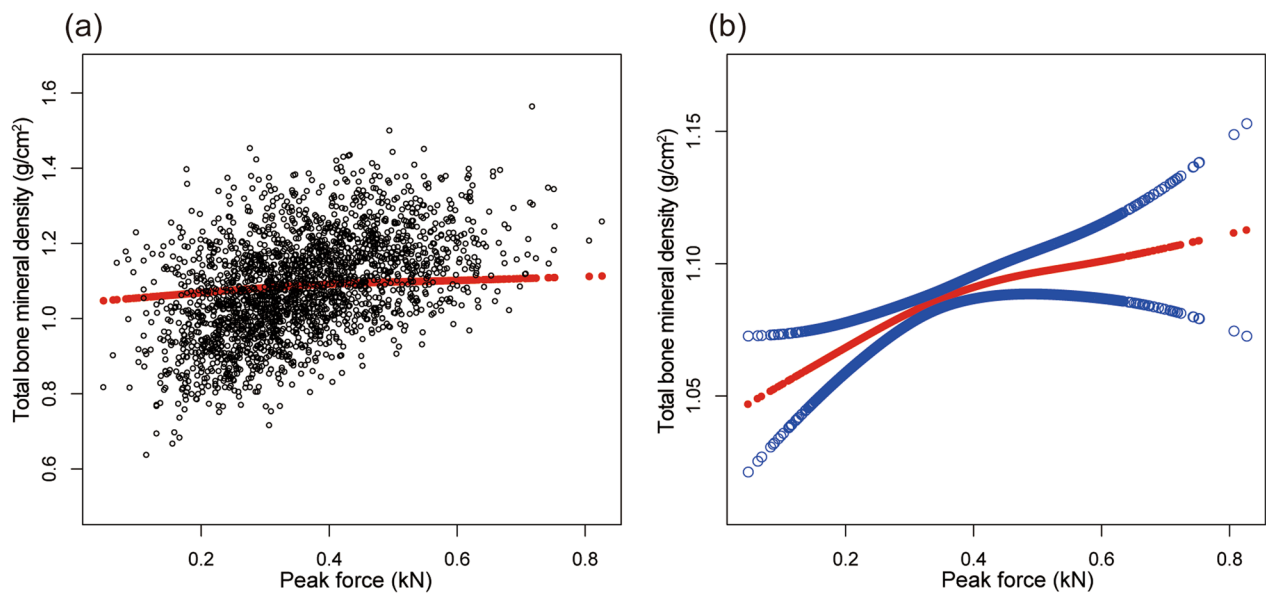 (a)
Total bone mineral density (g/cm²)
1.6
1.4
1.2
1.0
0.8
0.6
0.2 0.4 0.6 0.8
Peak force (kN)
(b)
Total bone mineral density (g/cm²)
1.15
1.10
1.05
0.2 0.4 0.6 0.8
Peak force (kN)